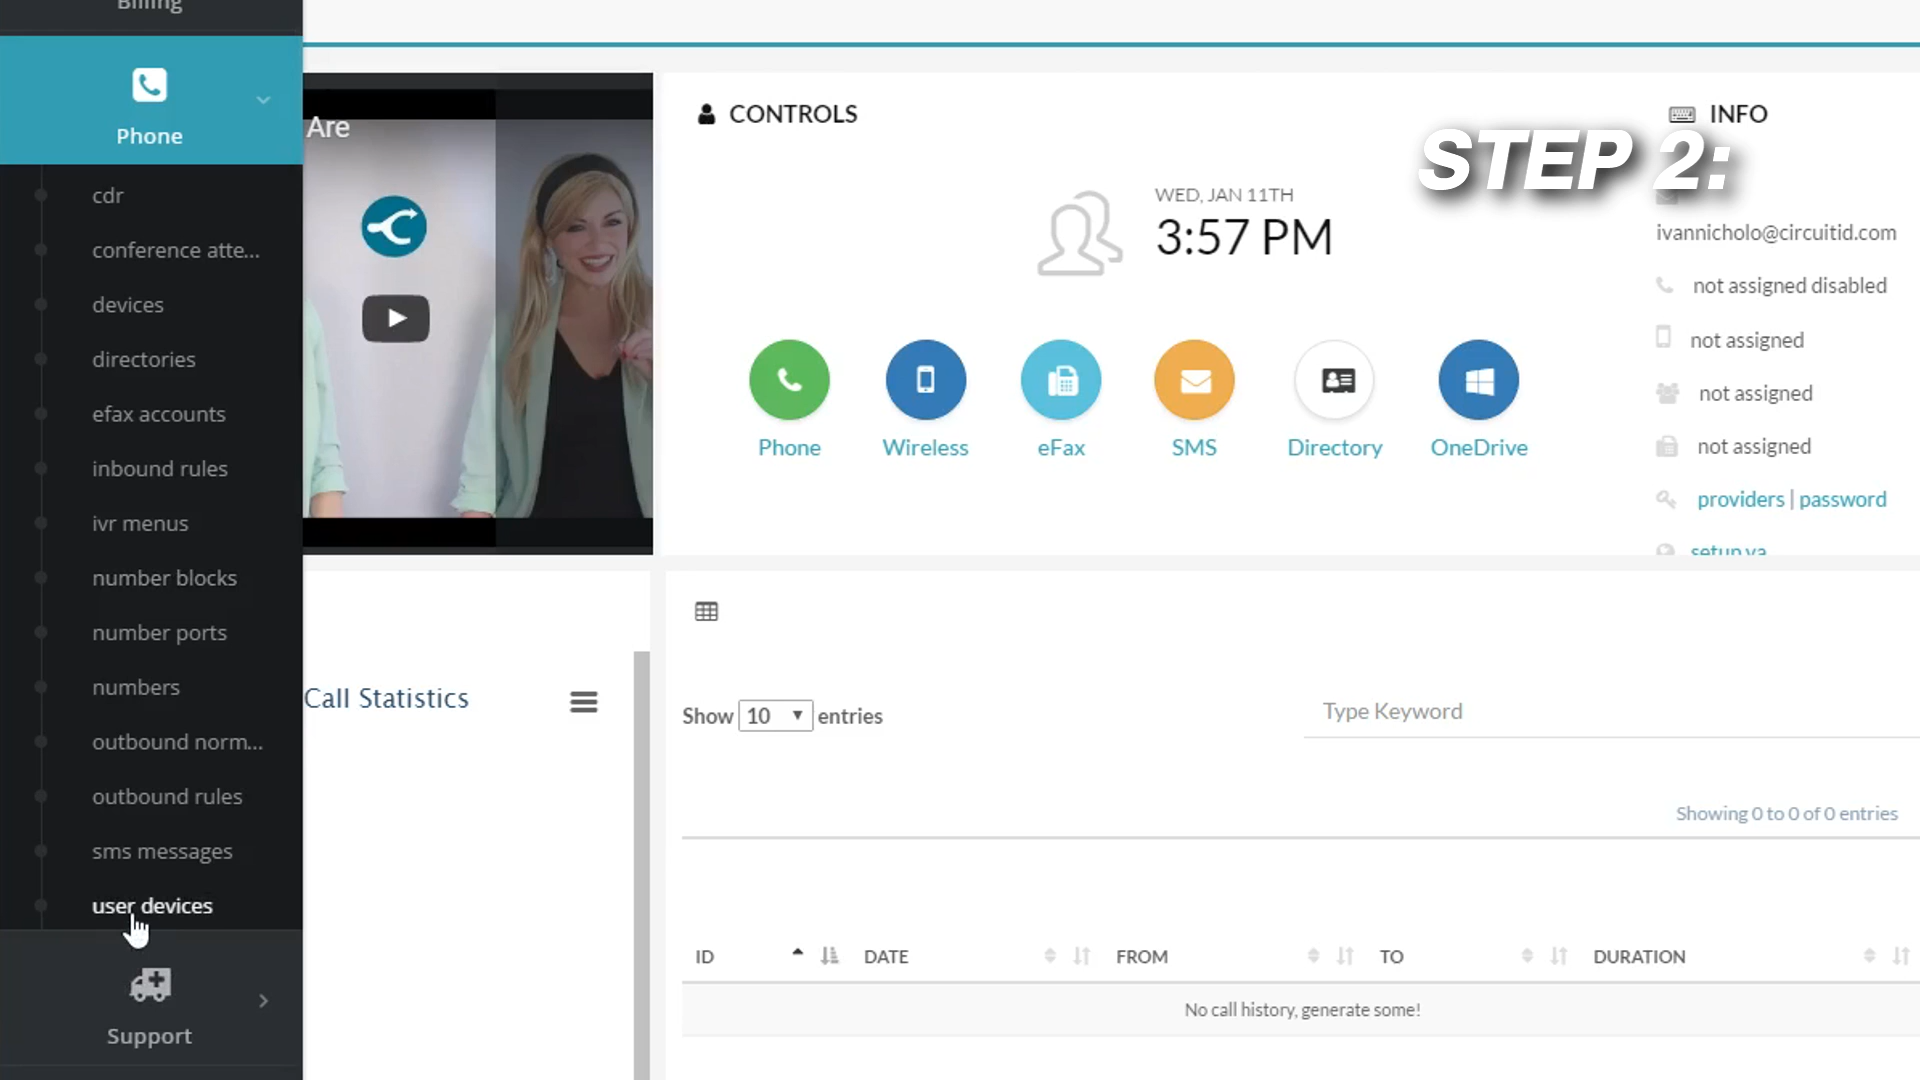 Billing
Phone
cdr
conference atte...
devices
directories
efax accounts
inbound rules
ivr menus
number blocks
number ports
numbers
outbound norm...
outbound rules
sms messages
user devices
Support
Are
CONTROLS
WED, JAN 11TH
3:57 PM
Phone
Wireless
eFax
SMS
Directory
OneDrive
INFO
STEP 2:
ivannicholo@circuitid.com
not assigned disabled
not assigned
not assigned
not assigned
providers | password
setup va
Call Statistics
Show 10 entries
Type Keyword
Showing 0 to 0 of 0 entries
ID DATE FROM TO DURATION
No call history, generate some!